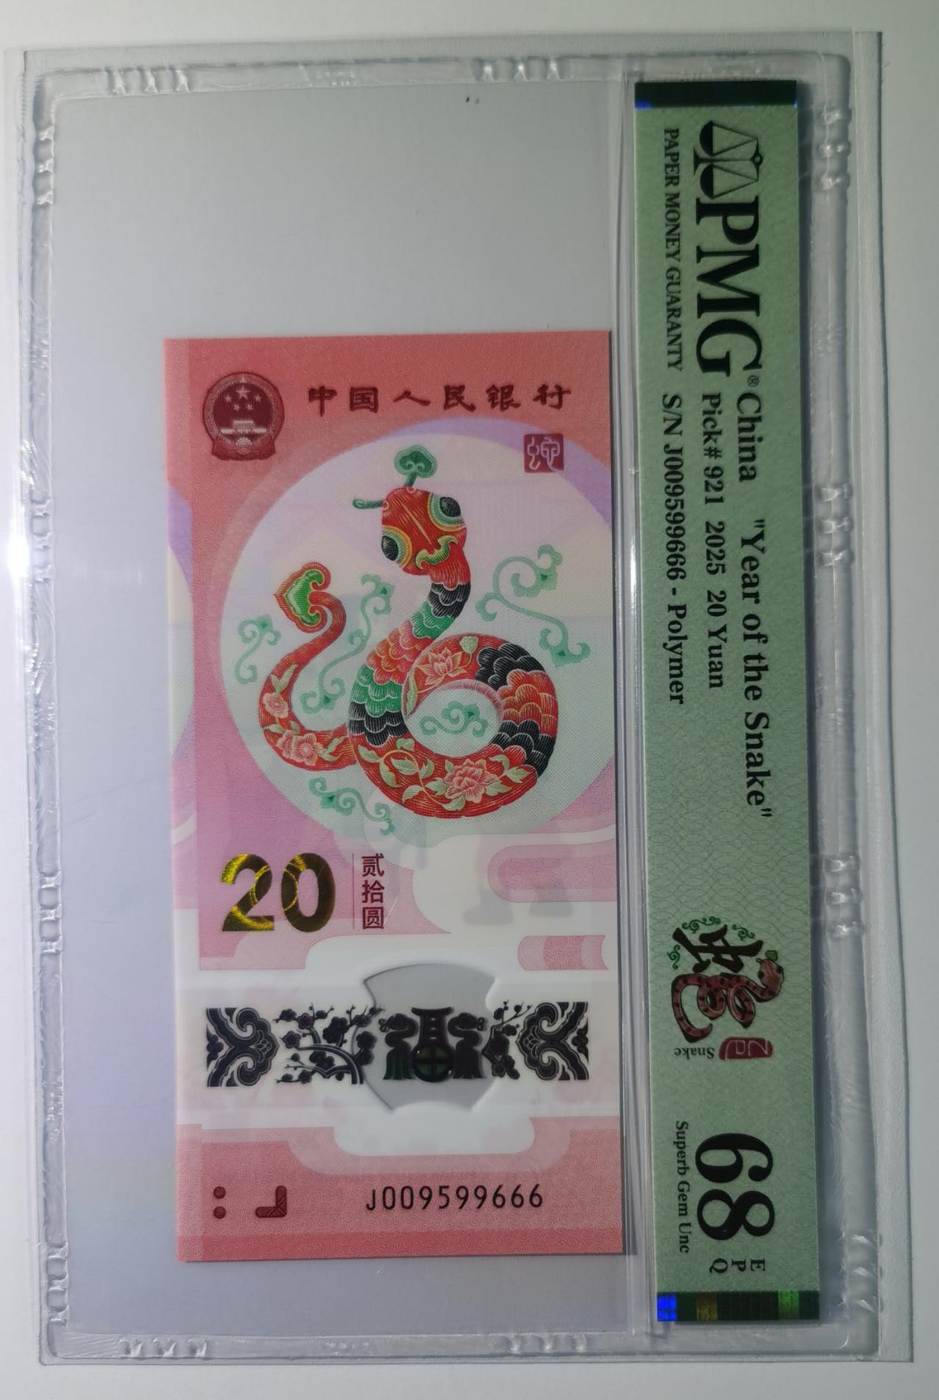 中国人民银行
20
贰拾圆
J009599666
PMG®
PAPER MONEY GUARANTY
China "Year of the Snake"
Pick# 921 2025 20 Yuan
S/N J009599666 - Polymer
蛇
Snake
68 EPQ
Superb Gem Unc